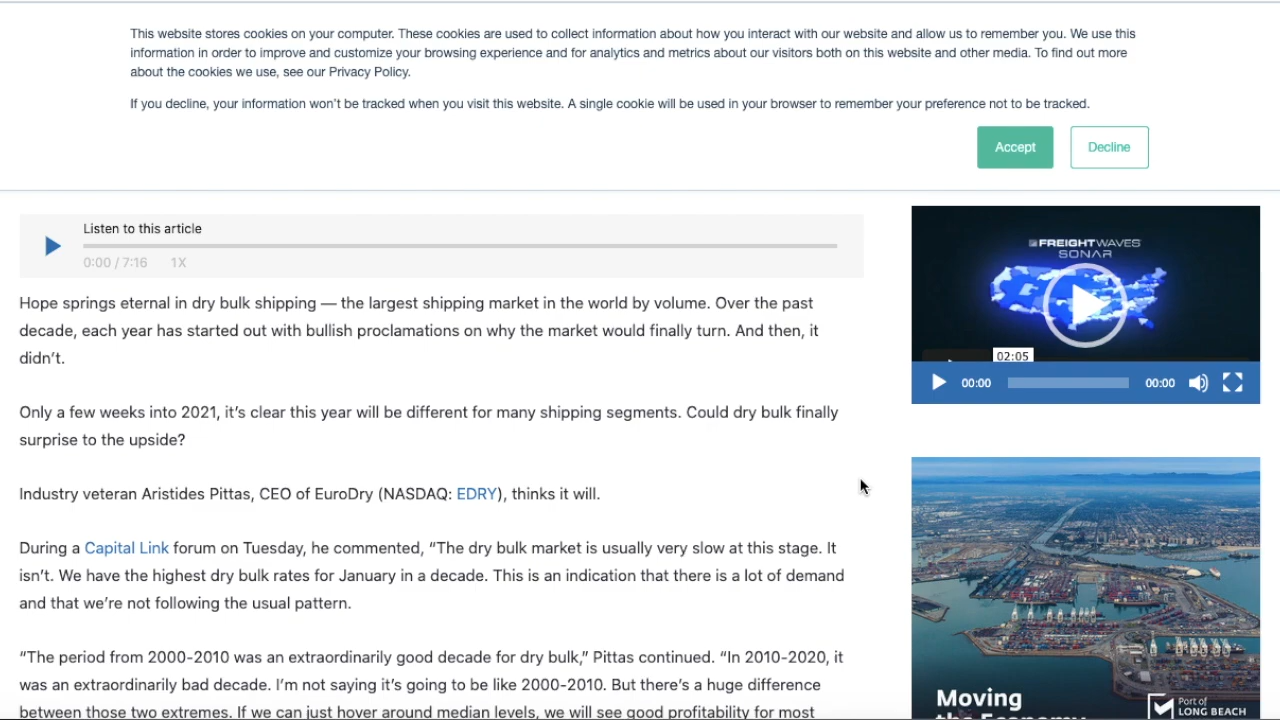 This website stores cookies on your computer. These cookies are used to collect information about how you interact with our website and allow us to remember you. We use this
information in order to improve and customize your browsing experience and for analytics and metrics about our visitors both on this website and other media. To find out more
about the cookies we use, see our Privacy Policy.
If you decline, your information won't be tracked when you visit this website. A single cookie will be used in your browser to remember your preference not to be tracked.
Accept
Decline
Listen to this article
0:00 / 7:16 1X
Hope springs eternal in dry bulk shipping — the largest shipping market in the world by volume. Over the past
decade, each year has started out with bullish proclamations on why the market would finally turn. And then, it
didn't.
Only a few weeks into 2021, it's clear this year will be different for many shipping segments. Could dry bulk finally
surprise to the upside?
Industry veteran Aristides Pittas, CEO of EuroDry (NASDAQ: EDRY), thinks it will.
During a Capital Link forum on Tuesday, he commented, “The dry bulk market is usually very slow at this stage. It
isn't. We have the highest dry bulk rates for January in a decade. This is an indication that there is a lot of demand
and that we're not following the usual pattern.
“The period from 2000-2010 was an extraordinarily good decade for dry bulk,” Pittas continued. “In 2010-2020, it
was an extraordinarily bad decade. I'm not saying it's going to be like 2000-2010. But there's a huge difference
between those two extremes. If we can just hover around median levels, we will see good profitability for most
FREIGHTWAVES
SONAR
02:05
00:00 00:00
Moving
the Economy
Port of
LONG BEACH